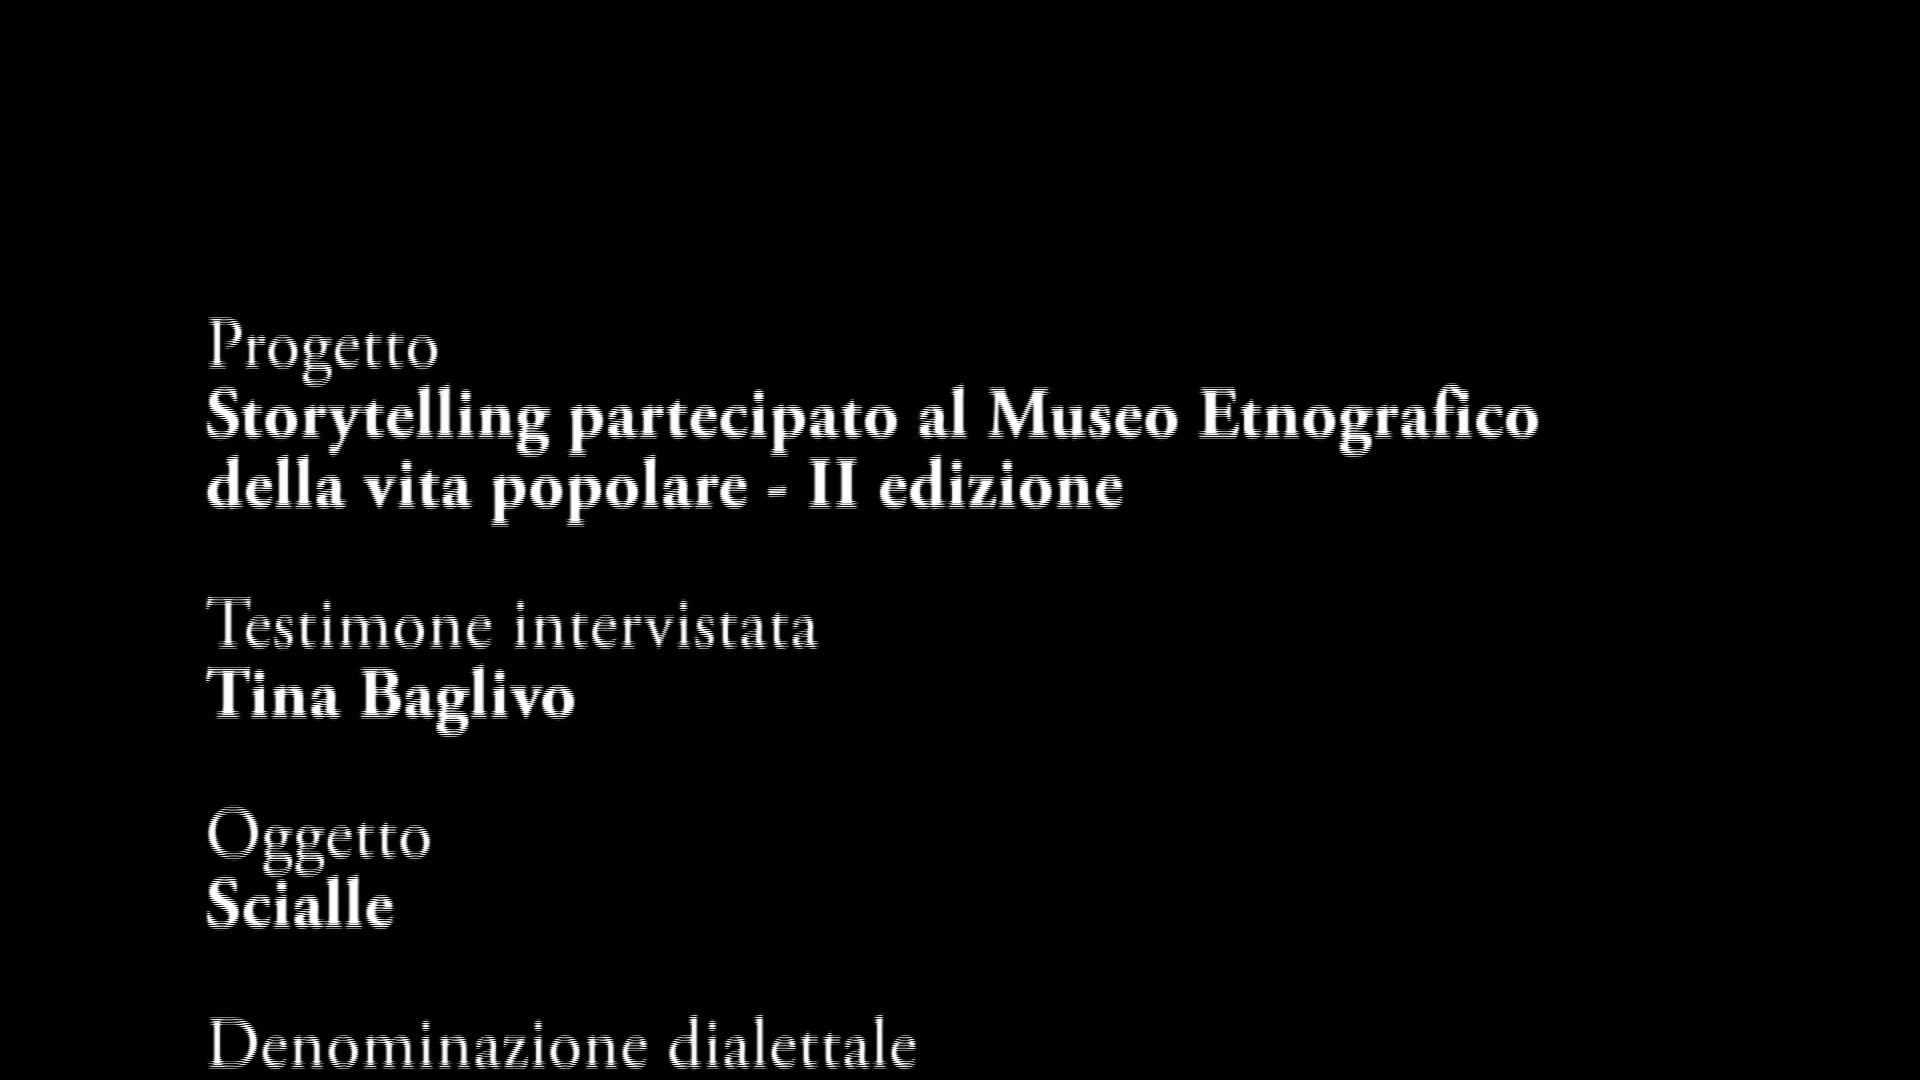 Progetto
Storytelling partecipato al Museo Etnografico
della vita popolare - II edizione
Testimone intervistata
Tina Baglivo
Oggetto
Scialle
Denominazione dialettale